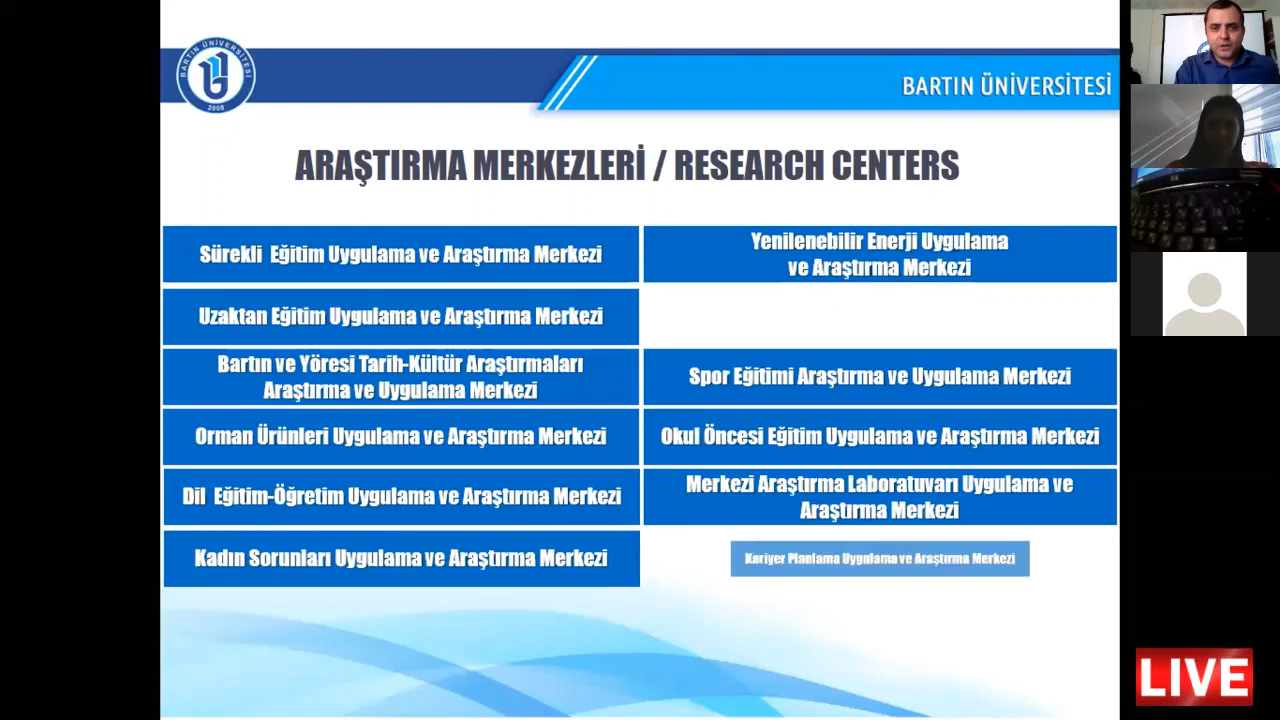 BARTIN ÜNİVERSİTESİ
2008
BARTIN ÜNİVERSİTESİ
ARAŞTIRMA MERKEZLERİ / RESEARCH CENTERS
Sürekli Eğitim Uygulama ve Araştırma Merkezi
Yenilenebilir Enerji Uygulama
ve Araştırma Merkezi
Uzaktan Eğitim Uygulama ve Araştırma Merkezi
Bartın ve Yöresi Tarih-Kültür Araştırmaları
Araştırma ve Uygulama Merkezi
Spor Eğitimi Araştırma ve Uygulama Merkezi
Orman Ürünleri Uygulama ve Araştırma Merkezi
Okul Öncesi Eğitim Uygulama ve Araştırma Merkezi
Dil Eğitim-Öğretim Uygulama ve Araştırma Merkezi
Merkezi Araştırma Laboratuvarı Uygulama ve
Araştırma Merkezi
Kadın Sorunları Uygulama ve Araştırma Merkezi
Kariyer Planlama Uygulama ve Araştırma Merkezi
LIVE